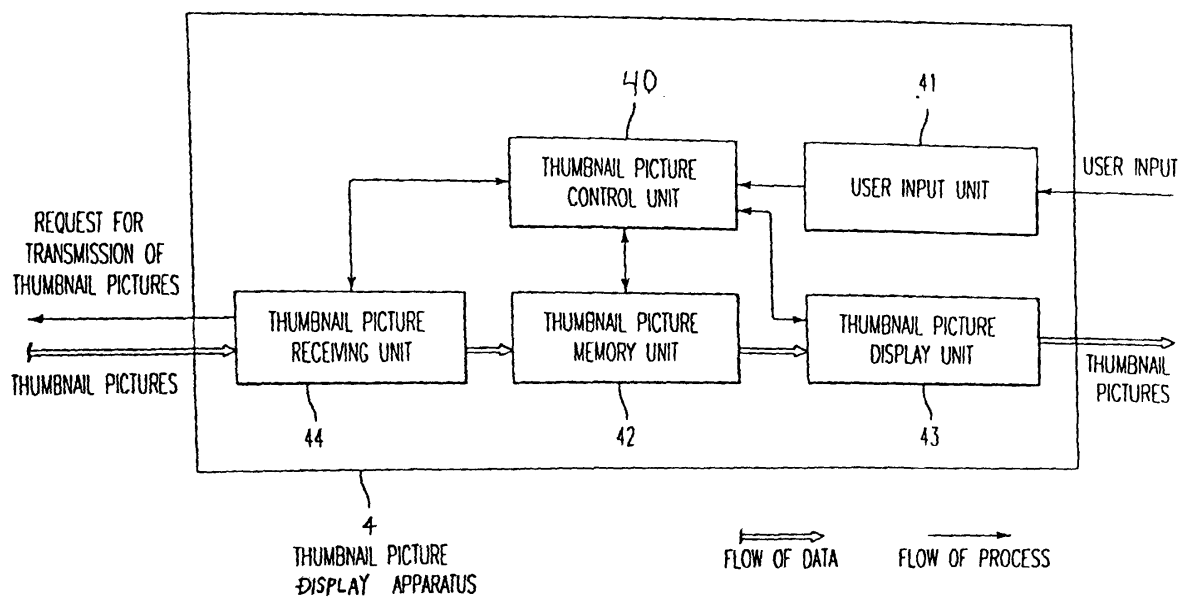 40
41
THUMBNAIL PICTURE
CONTROL UNIT
USER INPUT UNIT
USER INPUT
REQUEST FOR
TRANSMISSION OF
THUMBNAIL PICTURES
THUMBNAIL PICTURE
RECEIVING UNIT
THUMBNAIL PICTURE
MEMORY UNIT
THUMBNAIL PICTURE
DISPLAY UNIT
THUMBNAIL PICTURES
THUMBNAIL
PICTURES
44
42
43
4
THUMBNAIL PICTURE
DISPLAY APPARATUS
FLOW OF DATA
FLOW OF PROCESS